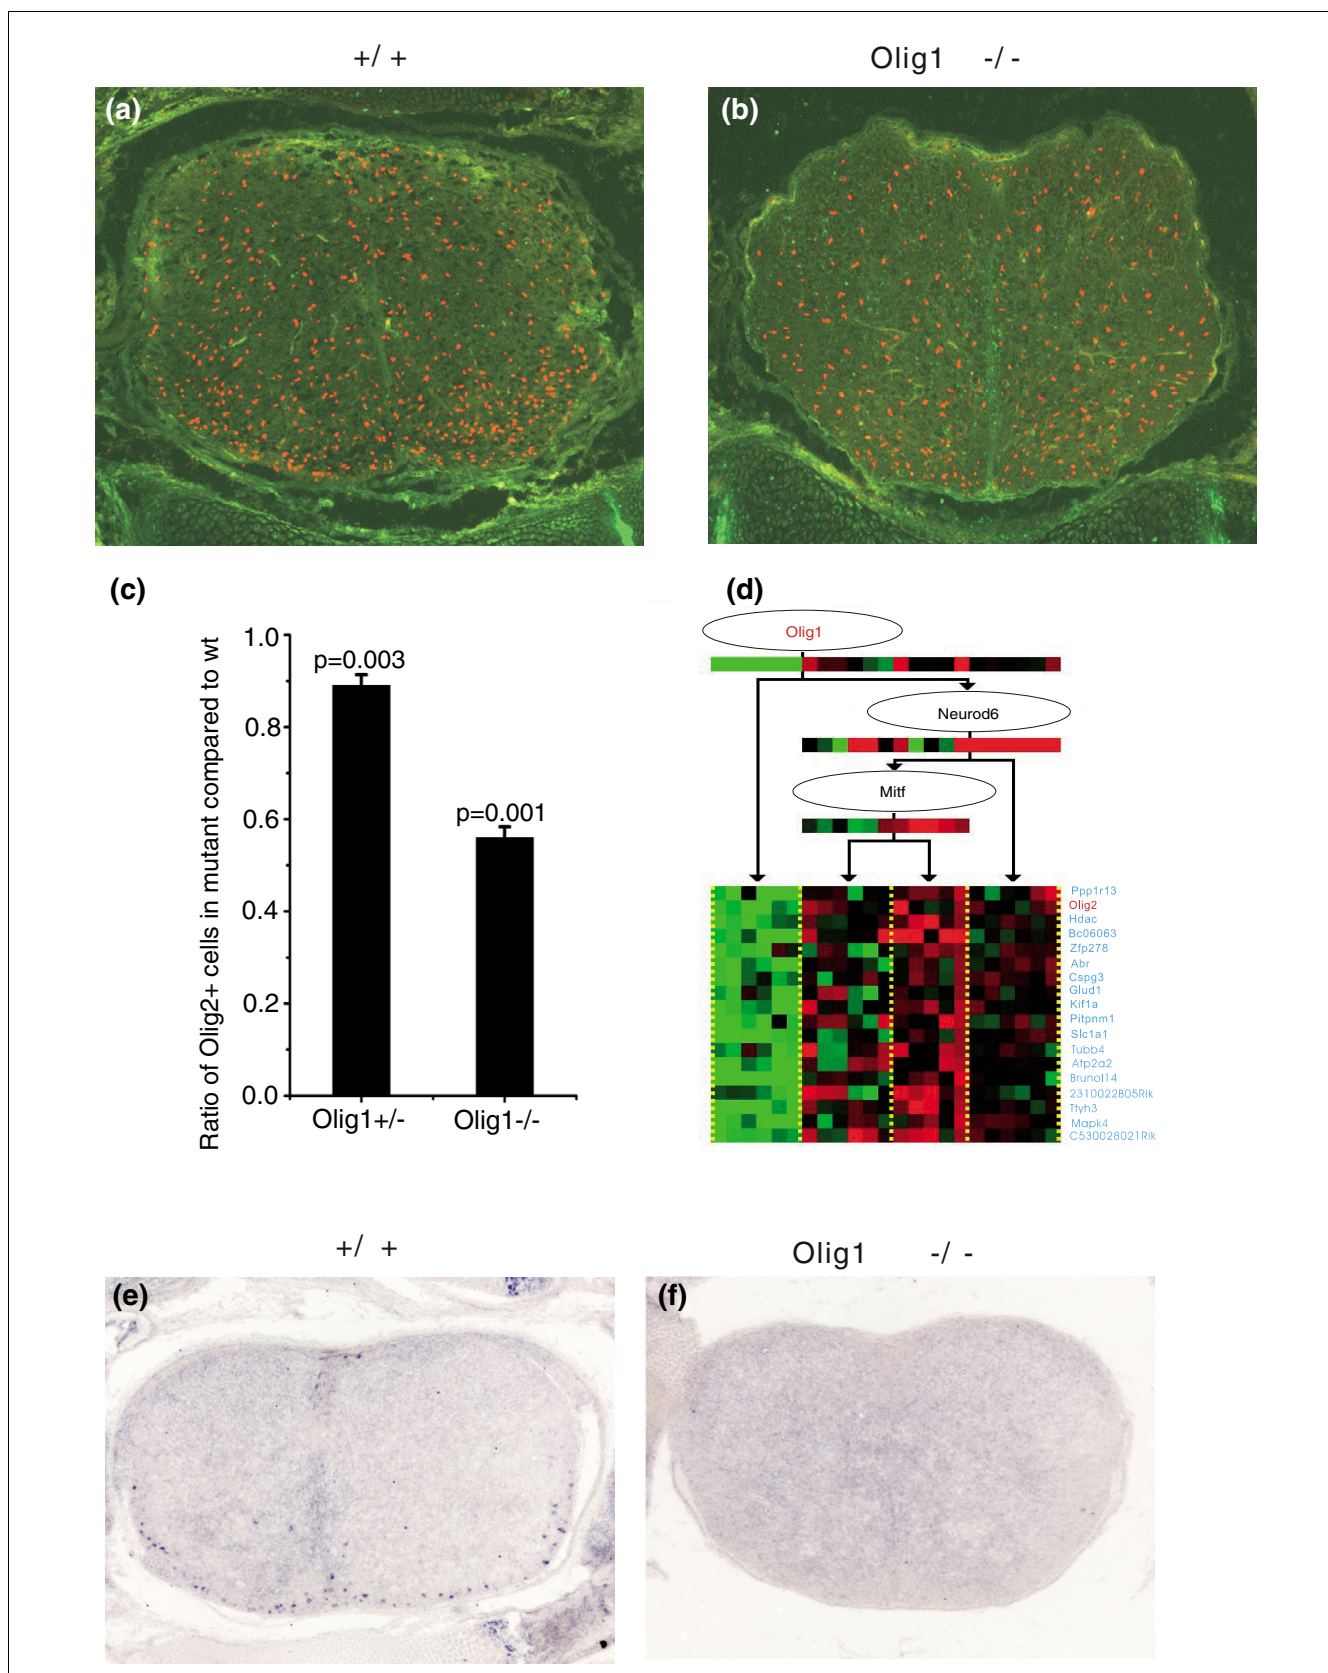 +/ +
Olig1 -/-
(a)
(b)
(c)
Ratio of Olig2+ cells in mutant compared to wt
1.0
0.8
0.6
0.4
0.2
0.0
p=0.003
p=0.001
Olig1+/-
Olig1-/-
(d)
Olig1
Neurod6
Mitf
Ppp1r13
Olig2
Hdac
Bc06063
Zfp278
Abr
Cspg3
Glud1
Kif1a
Pitpnm1
Slc1a1
Tubb4
Atp2a2
Brunol14
2310022B05Rik
Ttyh3
Mapk4
C530028021Rik
+/ +
Olig1 -/ -
(e)
(f)